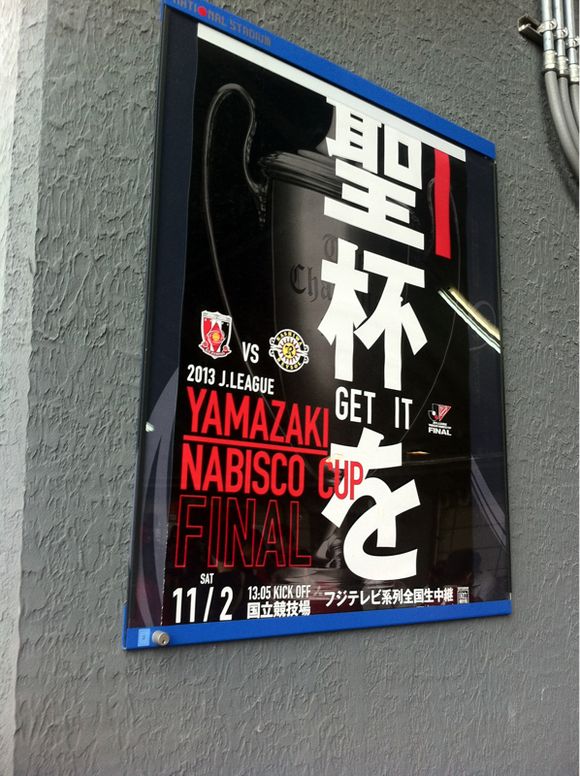 NATIONAL STADIUM
聖杯を
GET IT
VS
2013 J.LEAGUE
YAMAZAKI
NABISCO CUP
FINAL
FINAL
SAT
11/2
13:05 KICK OFF
国立競技場
フジテレビ系列全国生中継